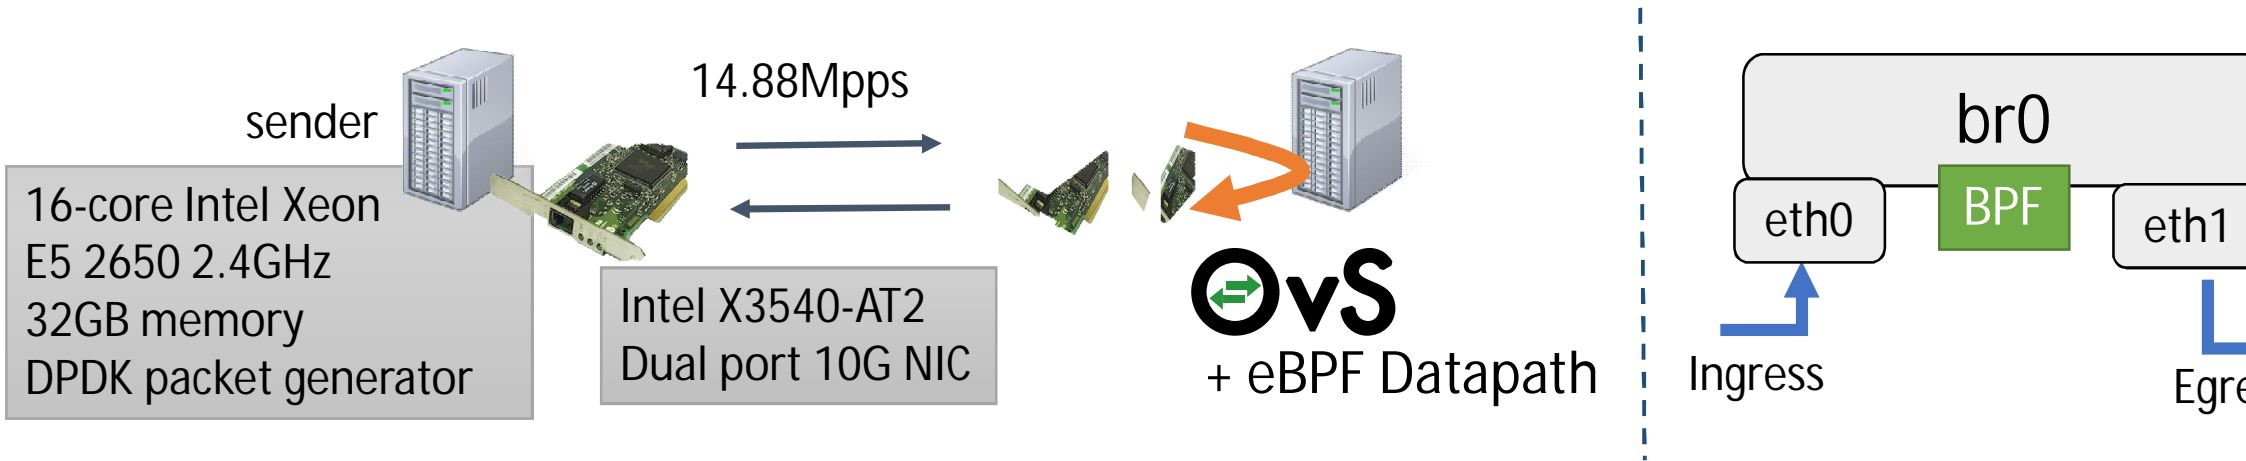 14.88Mpps
sender
16-core Intel Xeon
E5 2650 2.4GHz
32GB memory
DPDK packet generator
Intel X3540-AT2
Dual port 10G NIC
OvS
+ eBPF Datapath
br0
BPF
eth0
eth1
Ingress
Egre